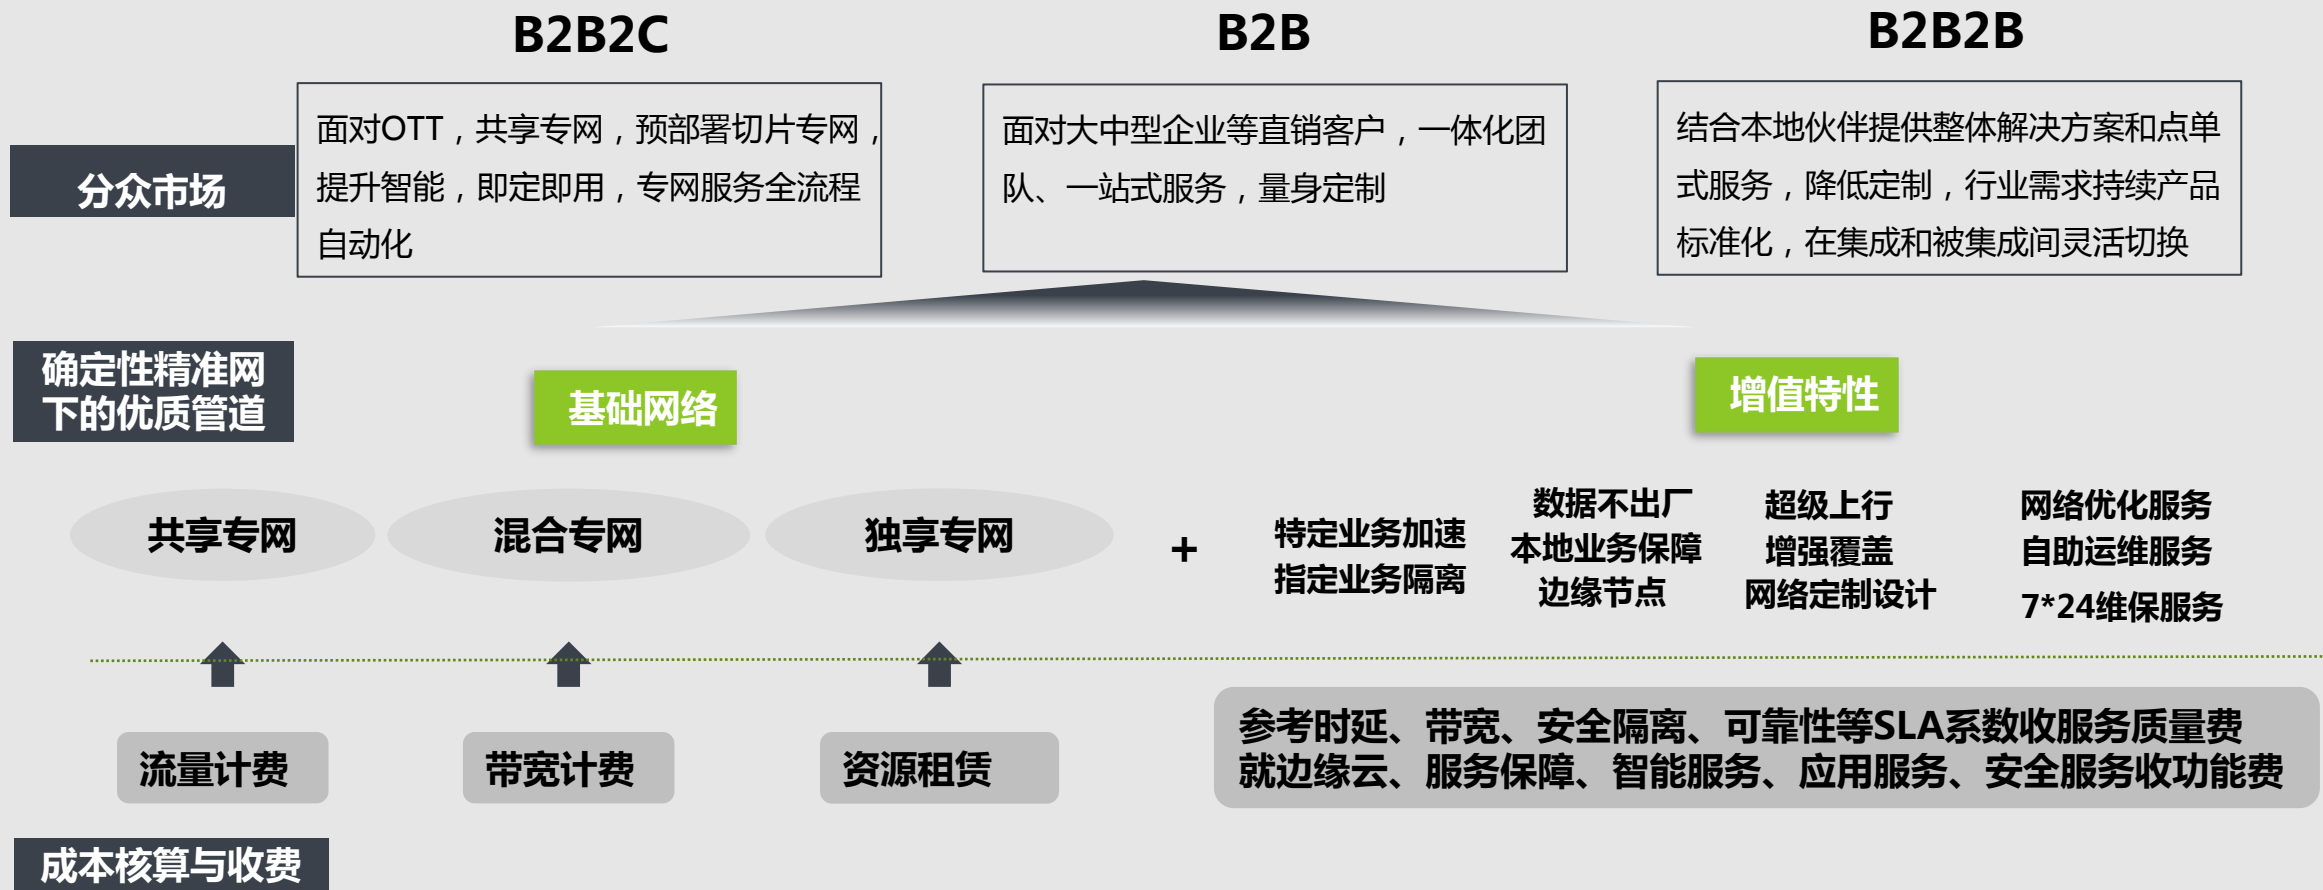 B2B2C
B2B
B2B2B
分众市场
面对OTT，共享专网，预部署切片专网，
提升智能，即定即用，专网服务全流程
自动化
面对大中型企业等直销客户，一体化团
队、一站式服务，量身定制
结合本地伙伴提供整体解决方案和点单
式服务，降低定制，行业需求持续产品
标准化，在集成和被集成间灵活切换
确定性精准网
下的优质管道
基础网络
增值特性
共享专网
混合专网
独享专网
+
特定业务加速
指定业务隔离
数据不出厂
本地业务保障
边缘节点
超级上行
增强覆盖
网络定制设计
网络优化服务
自助运维服务
7*24维保服务
流量计费
带宽计费
资源租赁
参考时延、带宽、安全隔离、可靠性等SLA系数收服务质量费
就边缘云、服务保障、智能服务、应用服务、安全服务收功能费
成本核算与收费